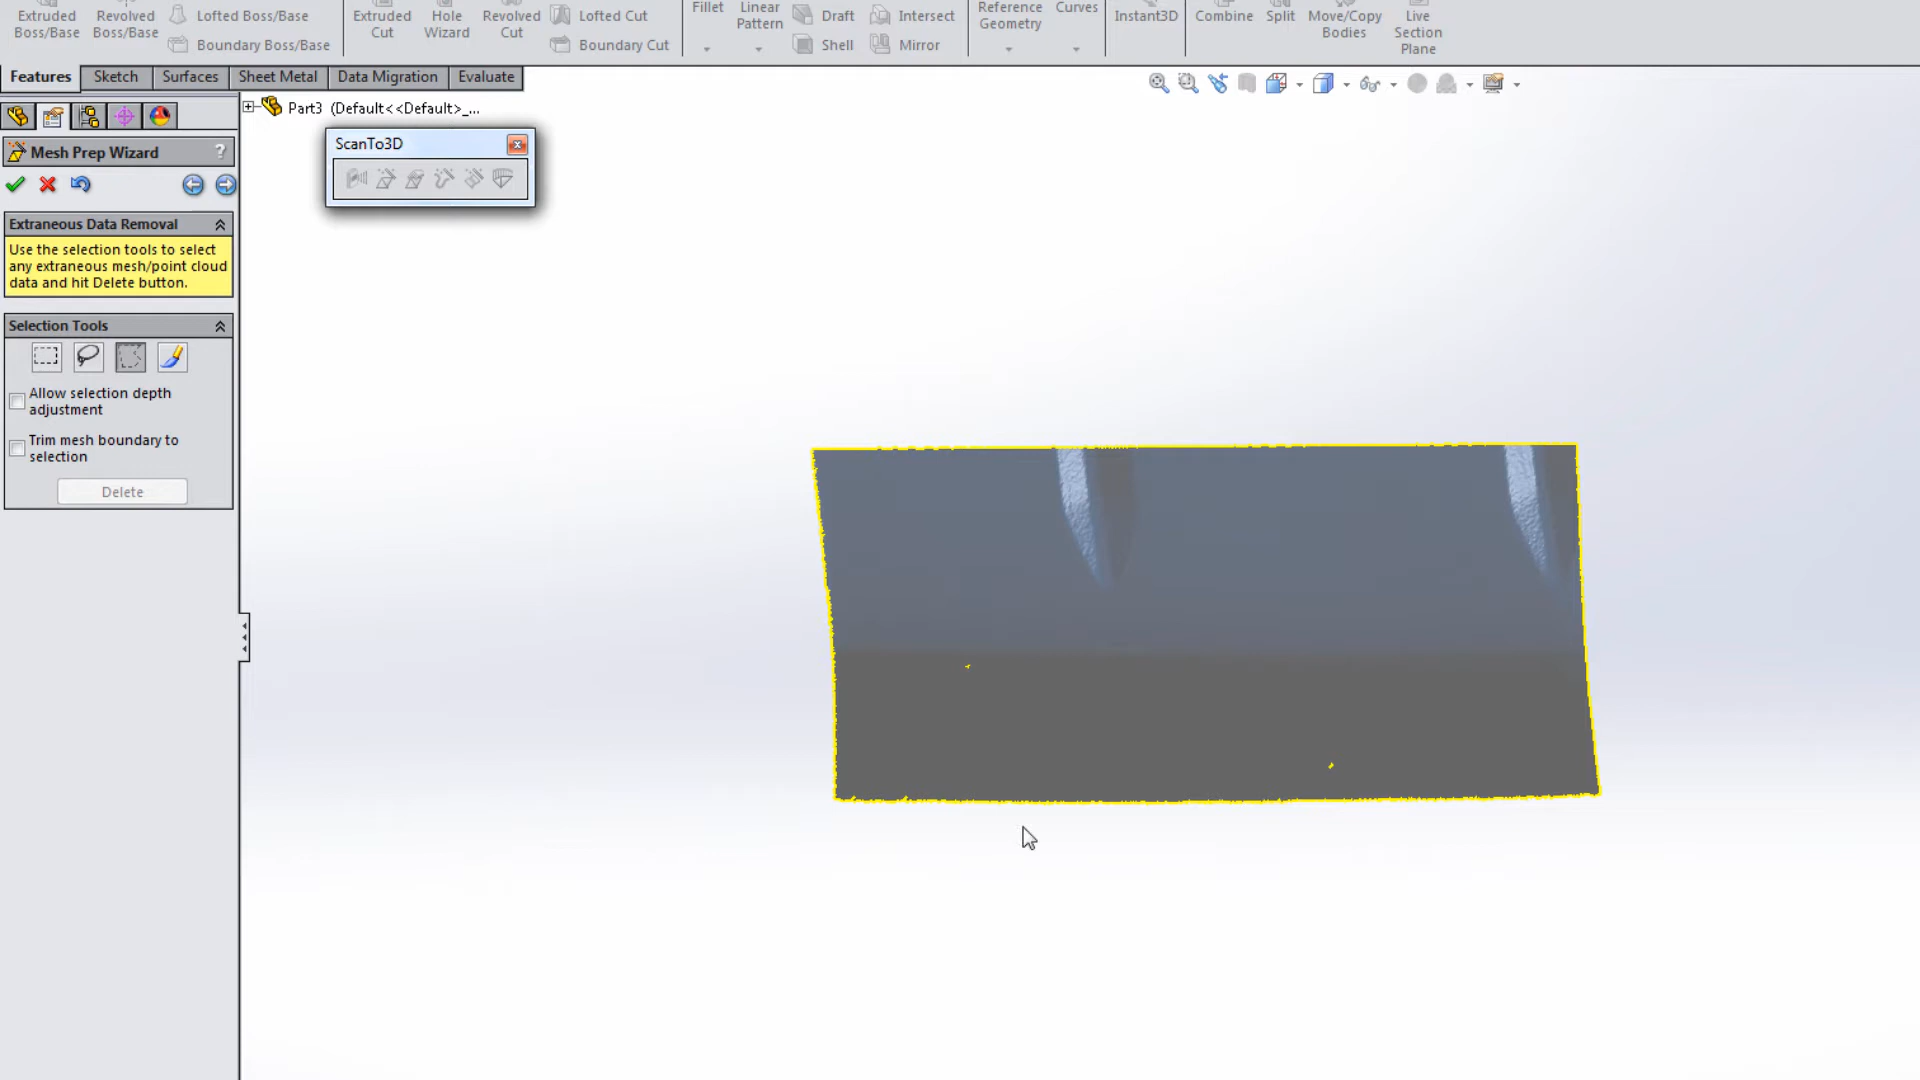 Extruded
Boss/Base
Revolved
Boss/Base
Lofted Boss/Base
Boundary Boss/Base
Extruded
Cut
Hole
Wizard
Revolved
Cut
Lofted Cut
Boundary Cut
Fillet
Linear
Pattern
Draft
Shell
Intersect
Mirror
Reference
Geometry
Curves
Instant3D
Combine
Split
Move/Copy
Bodies
Live
Section
Plane
Features
Sketch
Surfaces
Sheet Metal
Data Migration
Evaluate
Part3 (Default<<Default>_...
ScanTo3D
Mesh Prep Wizard
?
Extraneous Data Removal
Use the selection tools to select
any extraneous mesh/point cloud
data and hit Delete button.
Selection Tools
Allow selection depth
adjustment
Trim mesh boundary to
selection
Delete